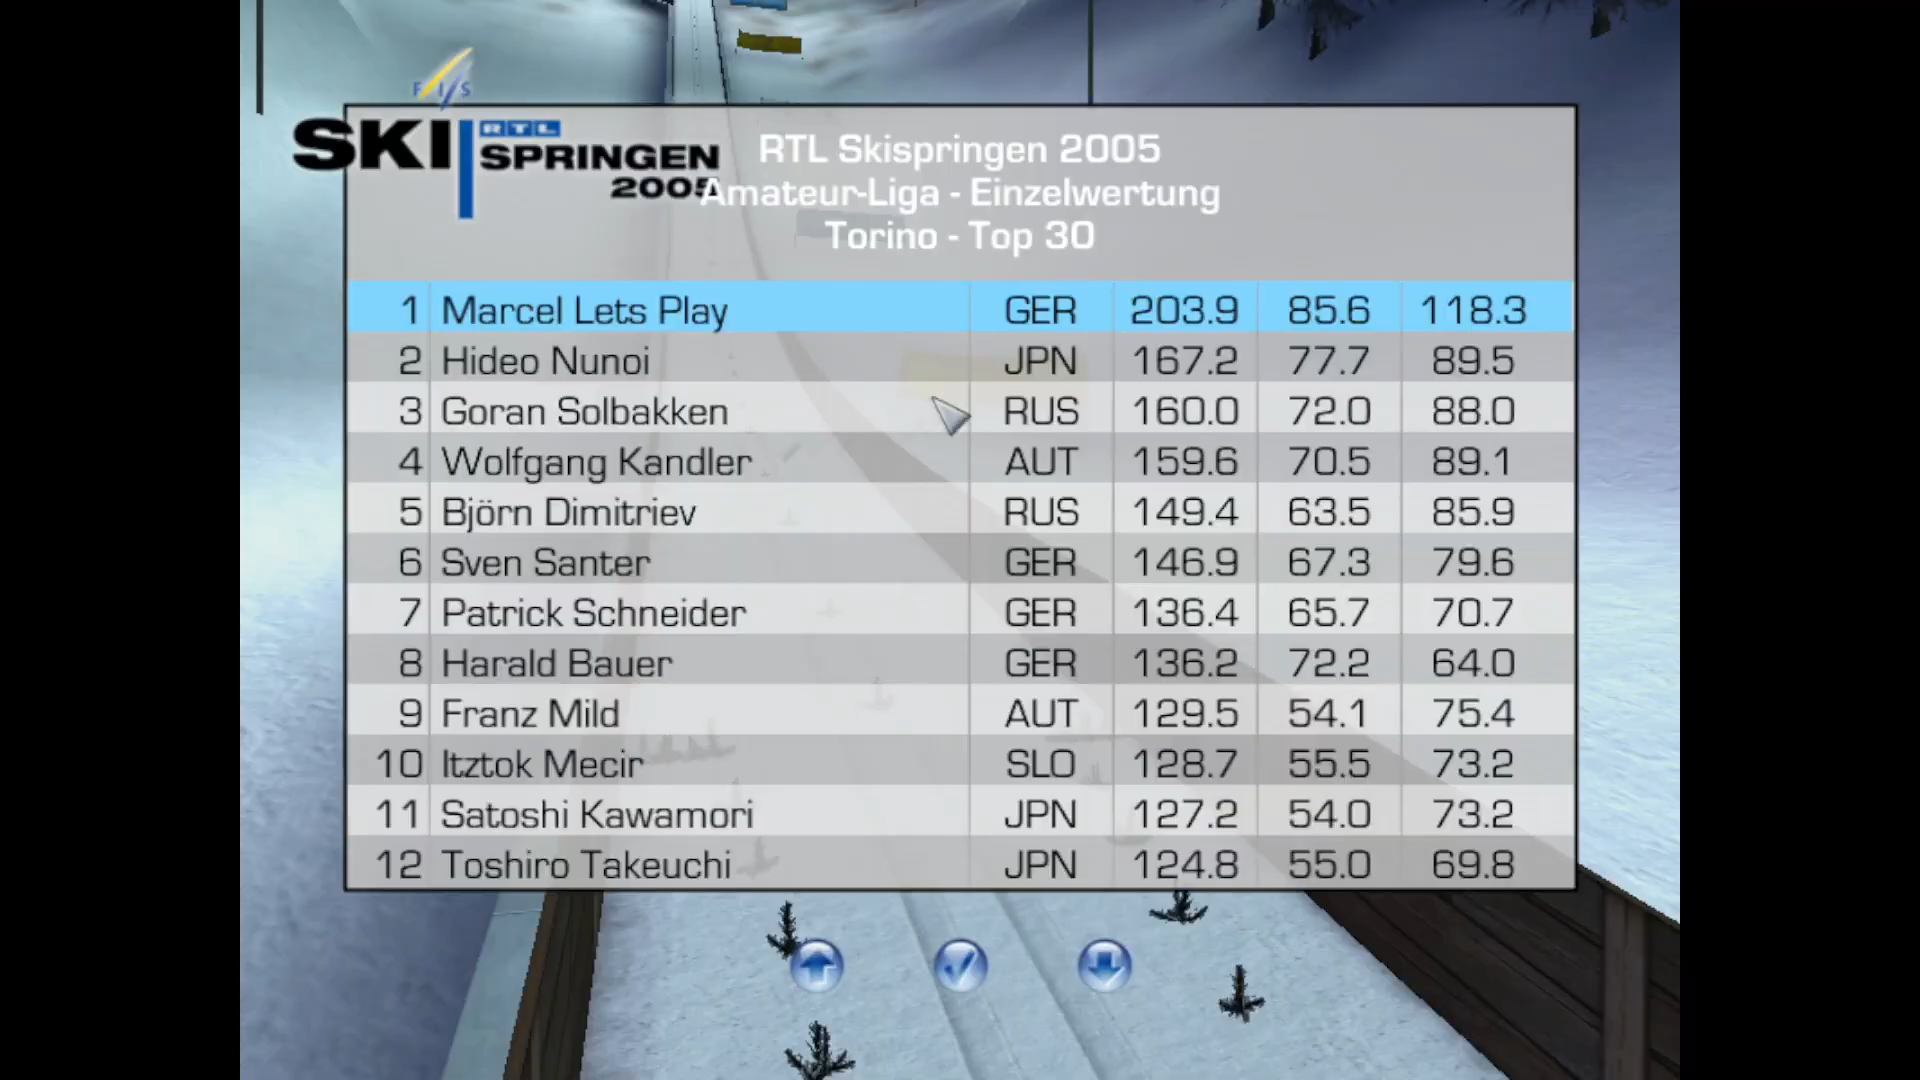 FIS
SKI RTL SPRINGEN 2005
RTL Skispringen 2005
Amateur-Liga - Einzelwertung
Torino - Top 30
1 Marcel Lets Play GER 203.9 85.6 118.3
2 Hideo Nunoi JPN 167.2 77.7 89.5
3 Goran Solbakken RUS 160.0 72.0 88.0
4 Wolfgang Kandler AUT 159.6 70.5 89.1
5 Björn Dimitriev RUS 149.4 63.5 85.9
6 Sven Santer GER 146.9 67.3 79.6
7 Patrick Schneider GER 136.4 65.7 70.7
8 Harald Bauer GER 136.2 72.2 64.0
9 Franz Mild AUT 129.5 54.1 75.4
10 Itztok Mecir SLO 128.7 55.5 73.2
11 Satoshi Kawamori JPN 127.2 54.0 73.2
12 Toshiro Takeuchi JPN 124.8 55.0 69.8